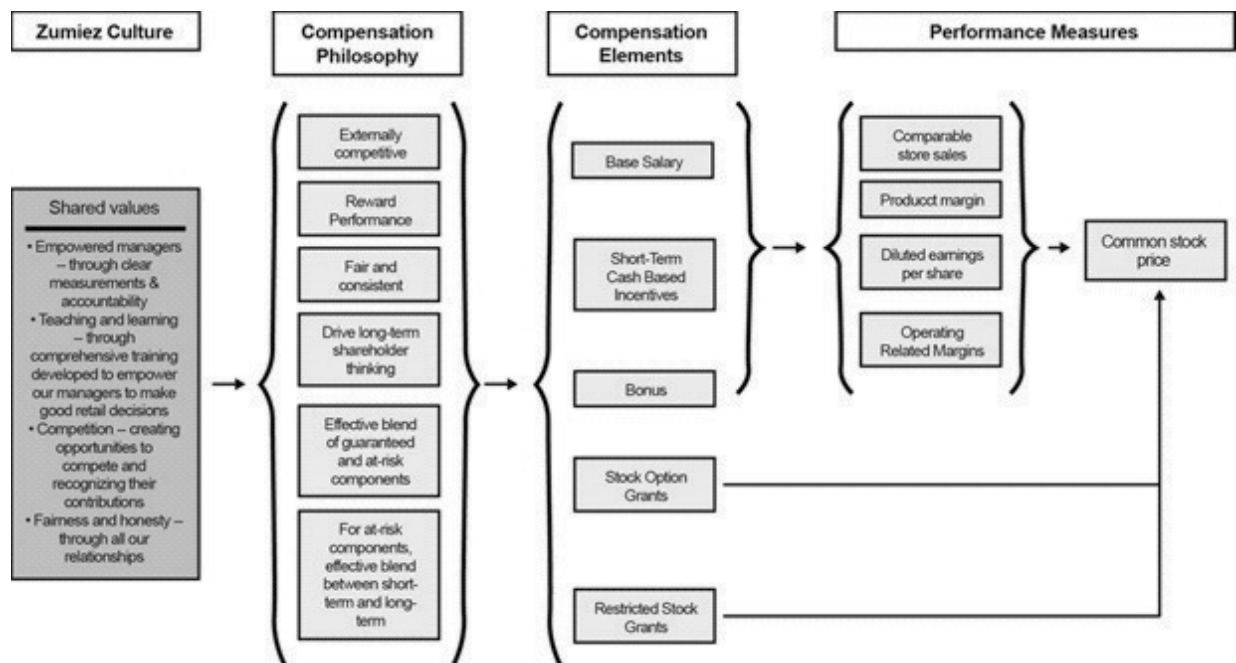 Zumiez Culture
Compensation
Philosophy
Compensation
Elements
Performance Measures
Shared values
• Empowered managers
– through clear
measurements &
accountability
• Teaching and learning
– through
comprehensive training
developed to empower
our managers to make
good retail decisions
• Competition – creating
opportunities to
compete and
recognizing their
contributions
• Fairness and honesty –
through all our
relationships
Externally
competitive
Reward
Performance
Fair and
consistent
Drive long-term
shareholder
thinking
Effective blend
of guaranteed
and at-risk
components
For at-risk
components,
effective blend
between short-
term and long-
term
Base Salary
Short-Term
Cash Based
Incentives
Bonus
Stock Option
Grants
Restricted Stock
Grants
Comparable
store sales
Producct margin
Diluted earnings
per share
Operating
Related Margins
Common stock
price